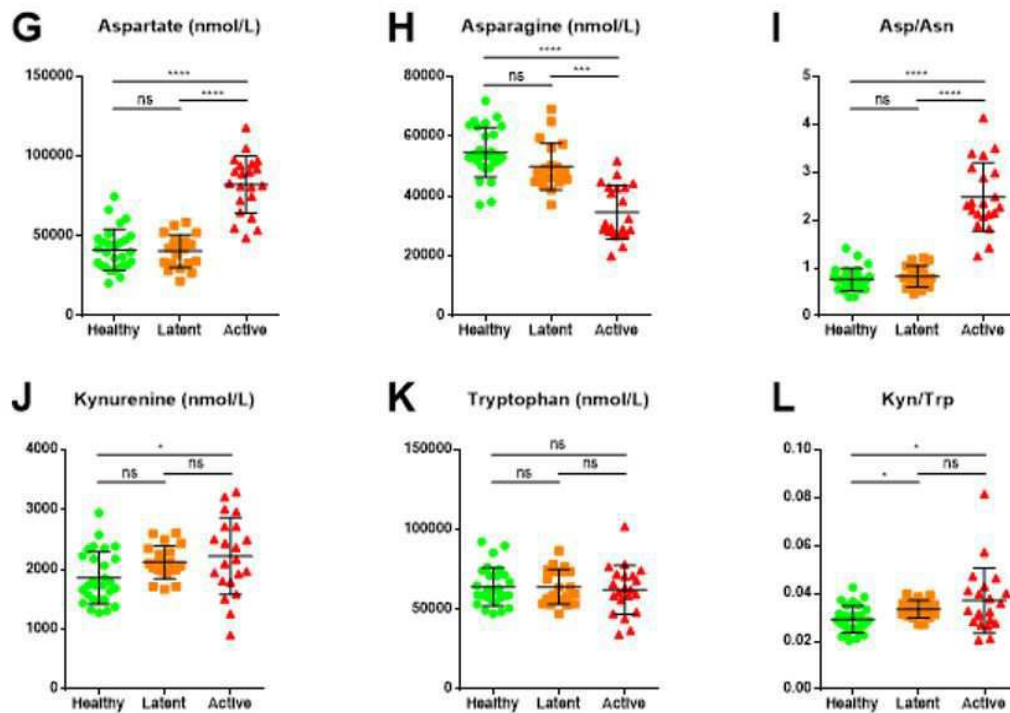 G Aspartate (nmol/L)
****
ns ****
150000
100000
50000
0
Healthy Latent Active
H Asparagine (nmol/L)
****
ns ***
80000
60000
40000
20000
0
Healthy Latent Active
I Asp/Asn
****
ns ****
5
4
3
2
1
0
Healthy Latent Active
J Kynurenine (nmol/L)
*
ns ns
4000
3000
2000
1000
0
Healthy Latent Active
K Tryptophan (nmol/L)
ns
ns ns
150000
100000
50000
0
Healthy Latent Active
L Kyn/Trp
*
* ns
0.10
0.08
0.06
0.04
0.02
0.00
Healthy Latent Active